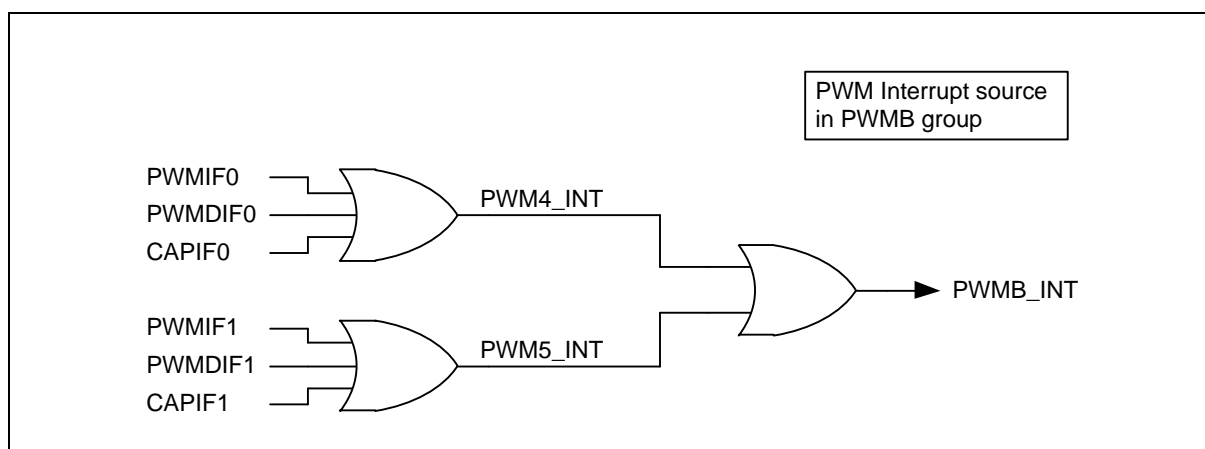 PWM Interrupt source
in PWMB group
PWMIF0
PWMDIF0
CAPIF0
PWM4_INT
PWMIF1
PWMDIF1
CAPIF1
PWM5_INT
PWMB_INT